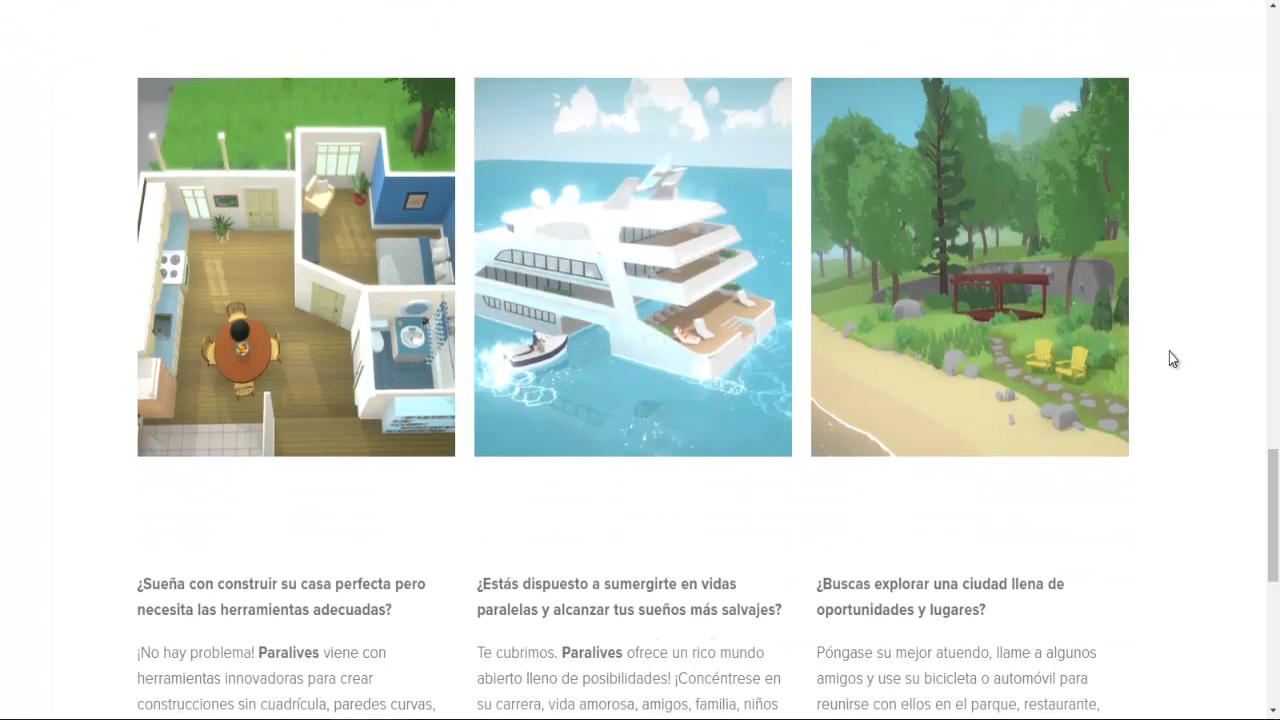 ¿Sueña con construir su casa perfecta pero
necesita las herramientas adecuadas?
¡No hay problema! Paralives viene con
herramientas innovadoras para crear
construcciones sin cuadrícula, paredes curvas,
¿Estás dispuesto a sumergirte en vidas
paralelas y alcanzar tus sueños más salvajes?
Te cubrimos. Paralives ofrece un rico mundo
abierto lleno de posibilidades! ¡Concéntrese en
su carrera, vida amorosa, amigos, familia, niños
¿Buscas explorar una ciudad llena de
oportunidades y lugares?
Póngase su mejor atuendo, llame a algunos
amigos y use su bicicleta o automóvil para
reunirse con ellos en el parque, restaurante,